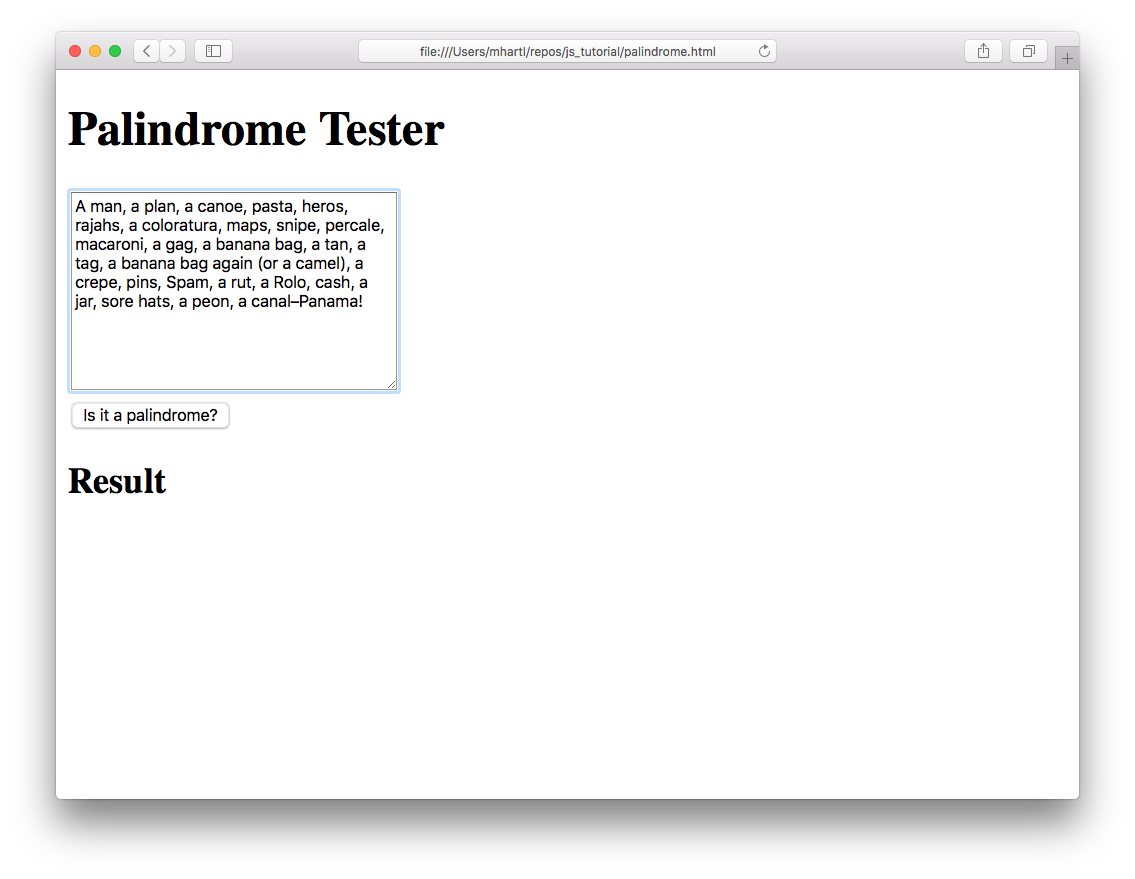 file:///Users/mhartl/repos/js_tutorial/palindrome.html
Palindrome Tester
A man, a plan, a canoe, pasta, heros,
rajahs, a coloratura, maps, snipe, percale,
macaroni, a gag, a banana bag, a tan, a
tag, a banana bag again (or a camel), a
crepe, pins, Spam, a rut, a Rolo, cash, a
jar, sore hats, a peon, a canal–Panama!
Is it a palindrome?
Result